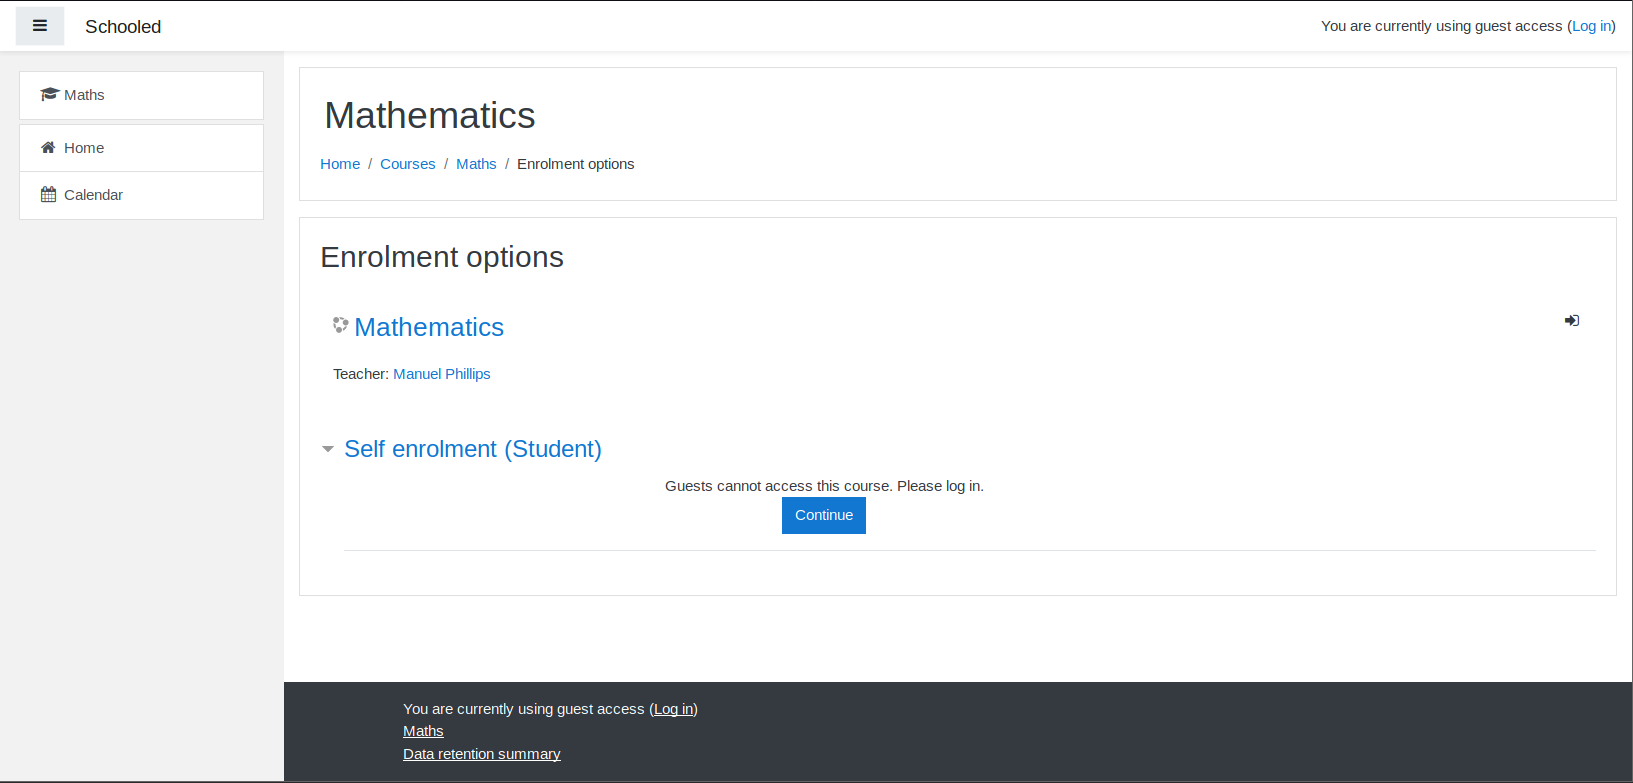 Schooled
You are currently using guest access (Log in)
Maths
Home
Calendar
Mathematics
Home / Courses / Maths / Enrolment options
Enrolment options
Mathematics
Teacher: Manuel Phillips
Self enrolment (Student)
Guests cannot access this course. Please log in.
Continue
You are currently using guest access (Log in)
Maths
Data retention summary